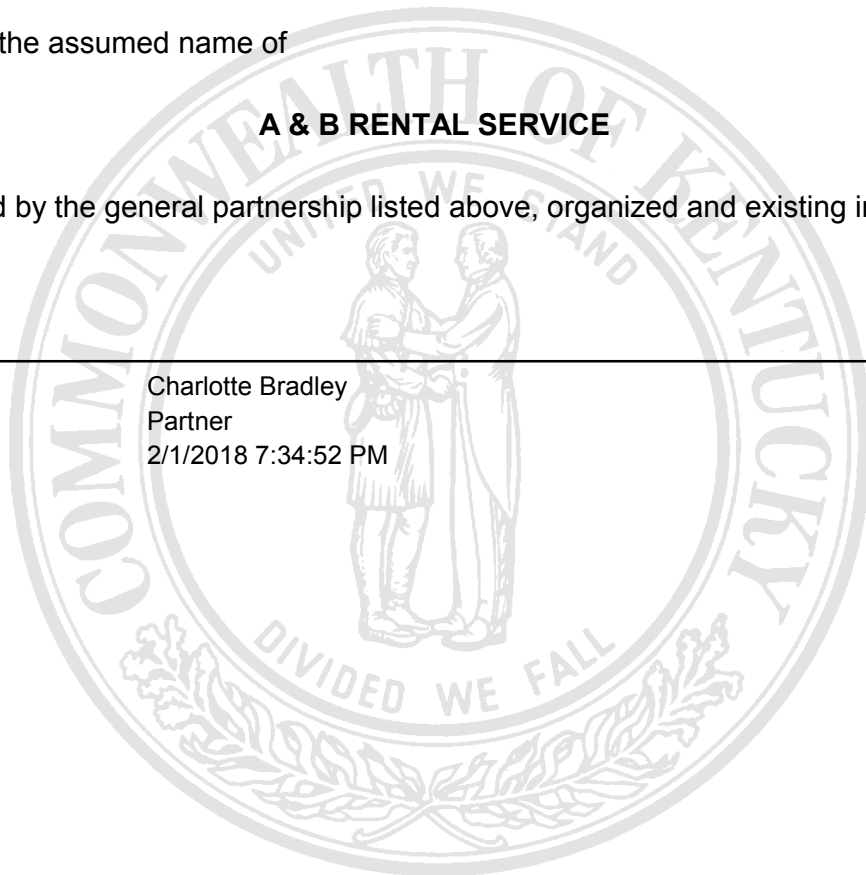 the assumed name of
A & B RENTAL SERVICE
by the general partnership listed above, organized and existing
Charlotte Bradley
Partner
2/1/2018 7:34:52 PM
COMMONWEALTH OF KENTUCKY
UNITED WE STAND
DIVIDED WE FALL